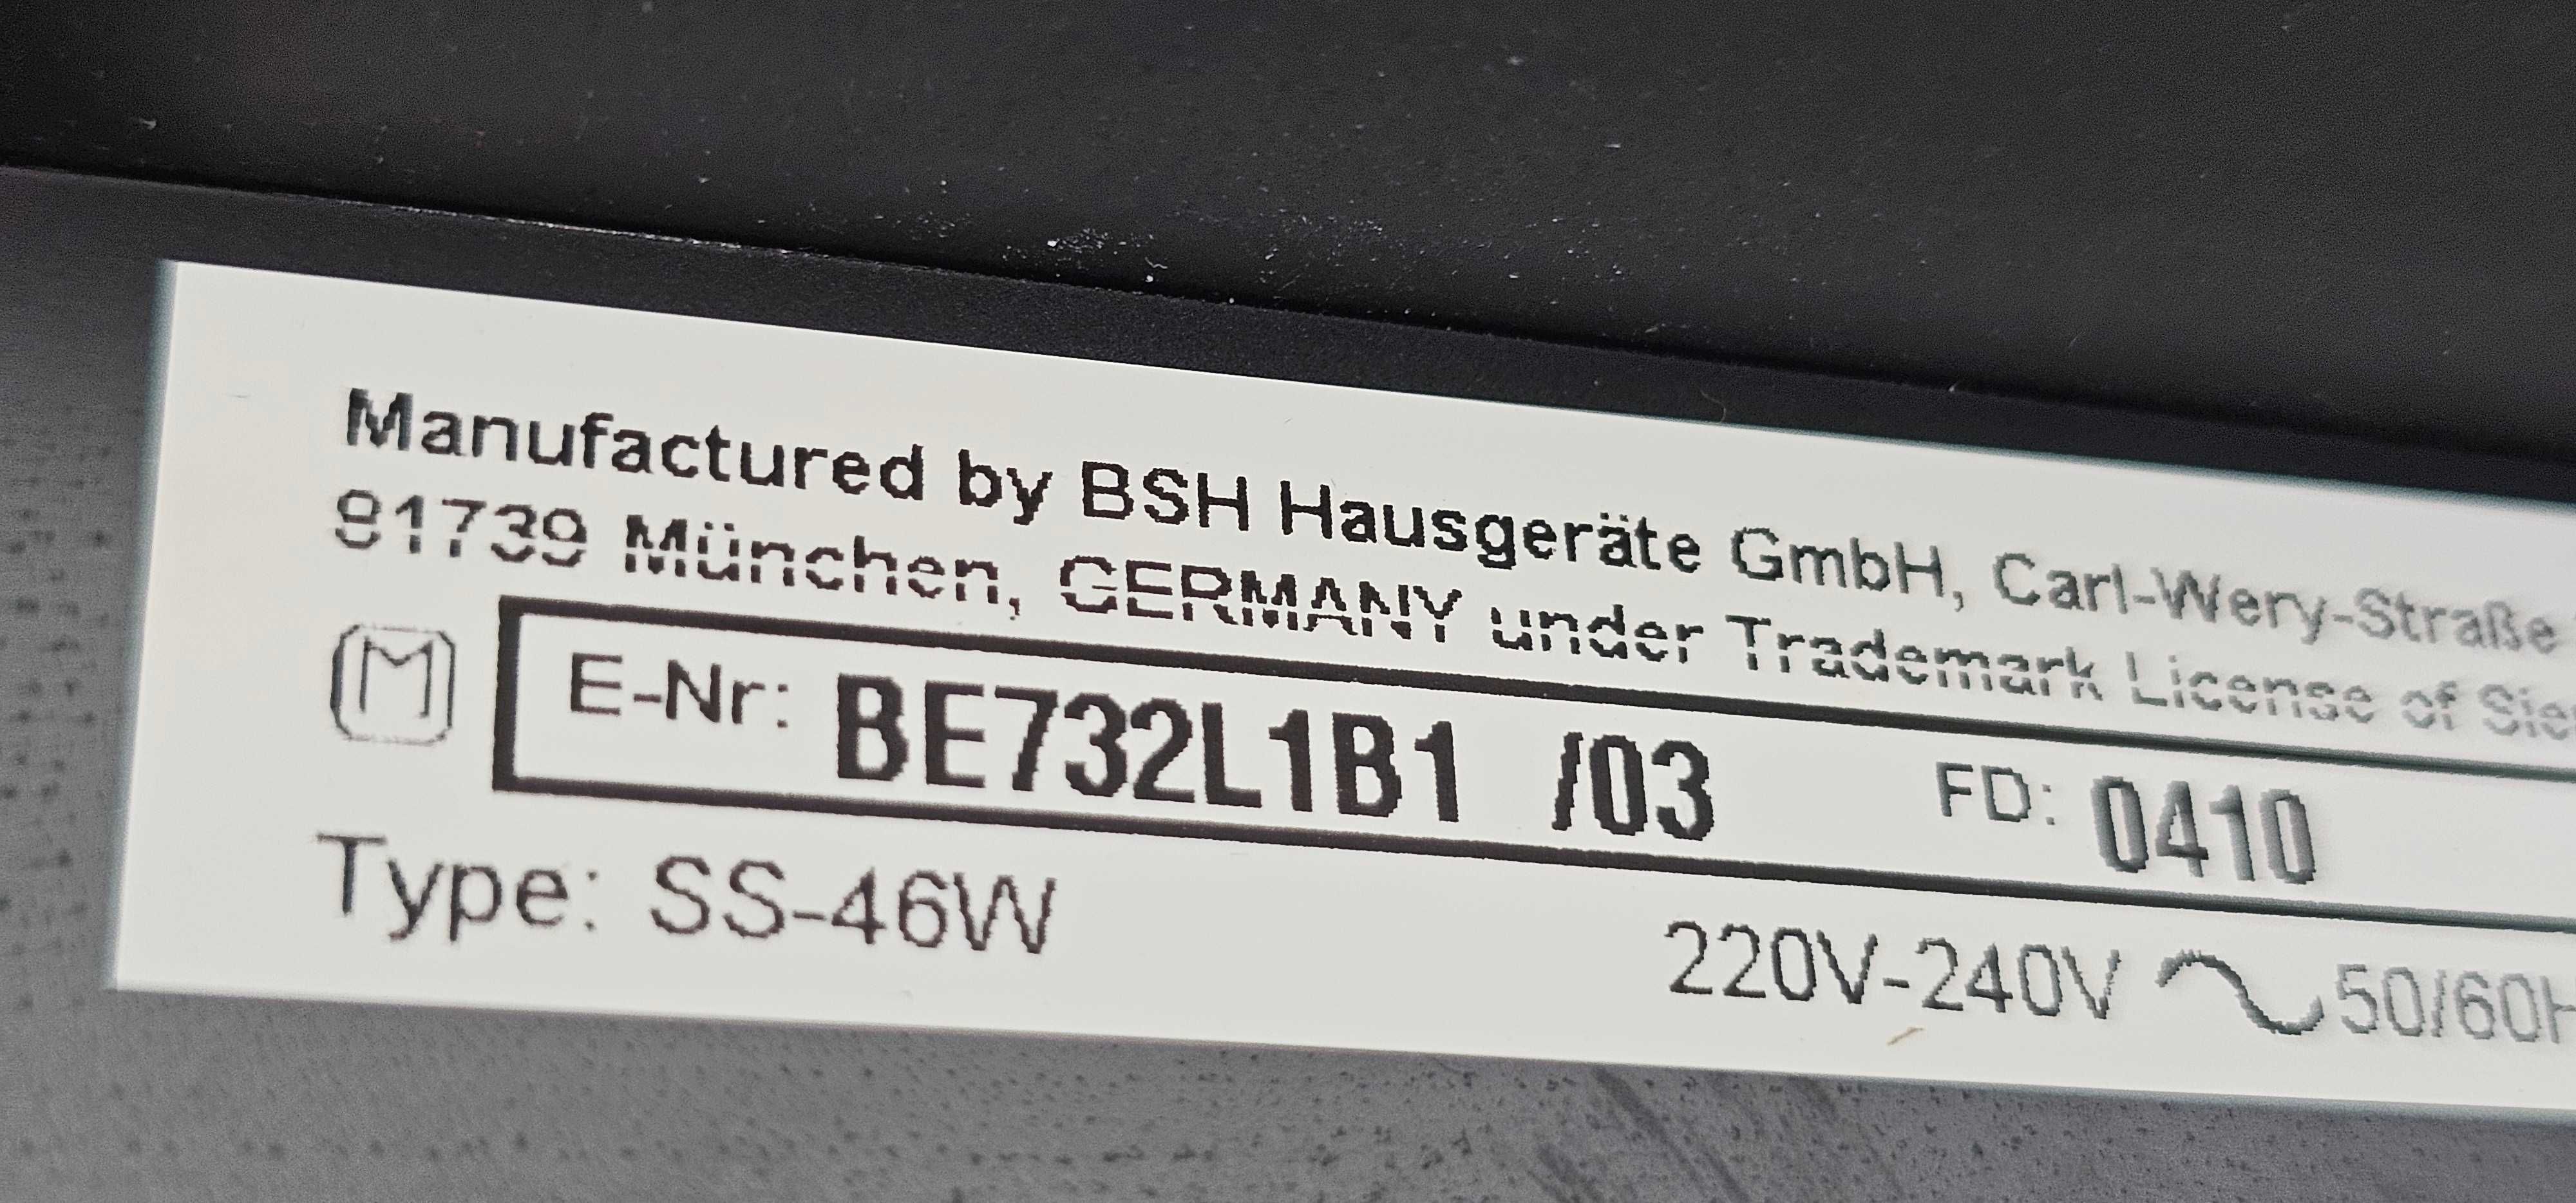 Manufactured by BSH Hausgeräte GmbH, Carl-Wery-Straße
81739 München, GERMANY under Trademark License of
M
E-Nr: BE732L1B1 /03 FD: 0410
Type: SS-46W
220V-240V ~ 50/60H